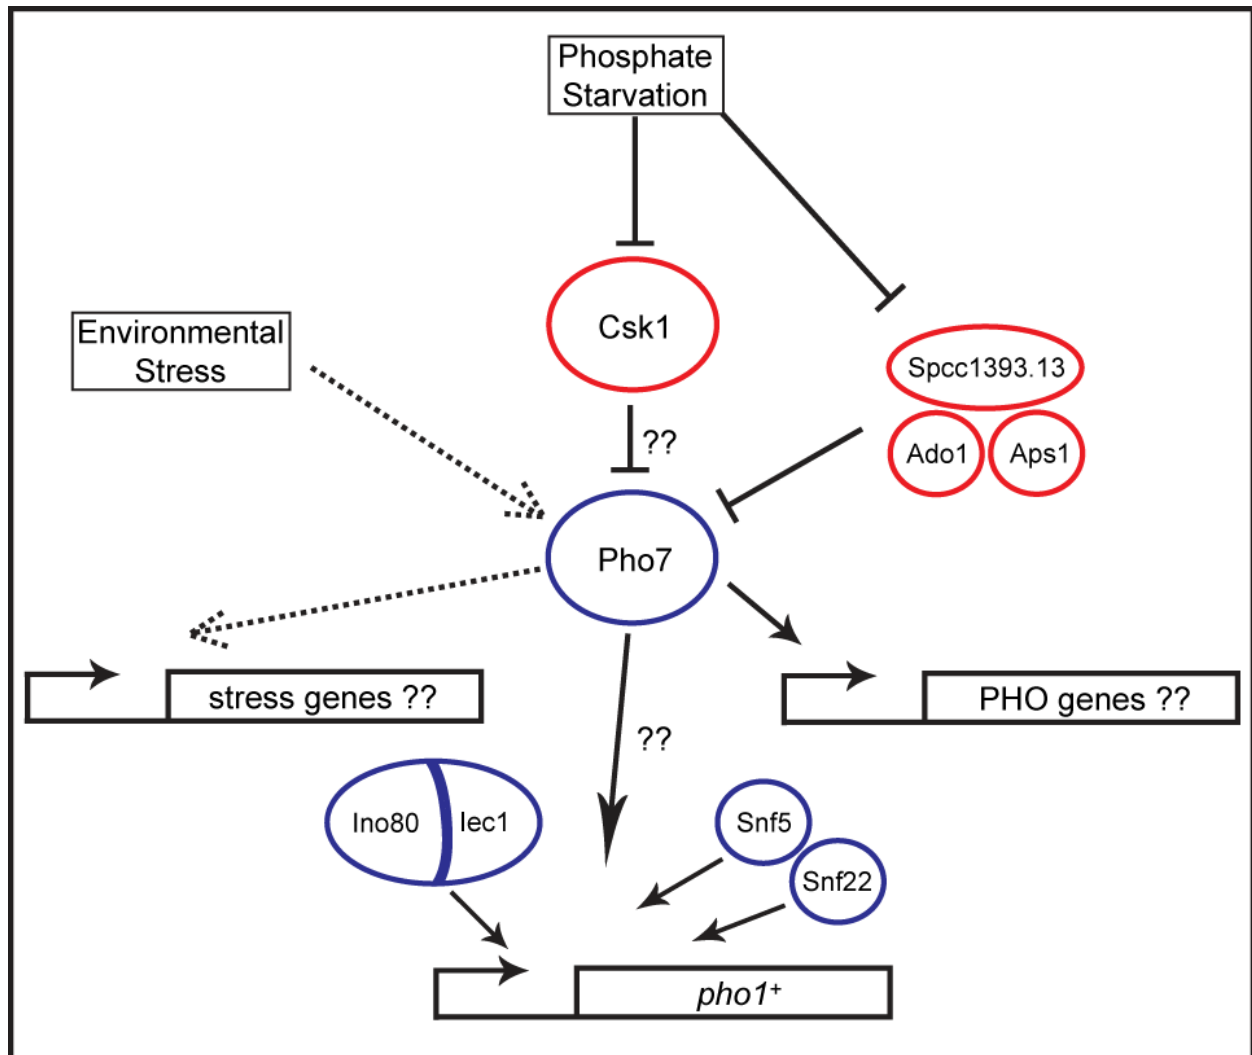 Phosphate
Starvation
Environmental
Stress
Csk1
Spcc1393.13
Ado1
Aps1
??
Pho7
stress genes ??
PHO genes ??
??
Ino80
Iec1
Snf5
Snf22
pho1⁺